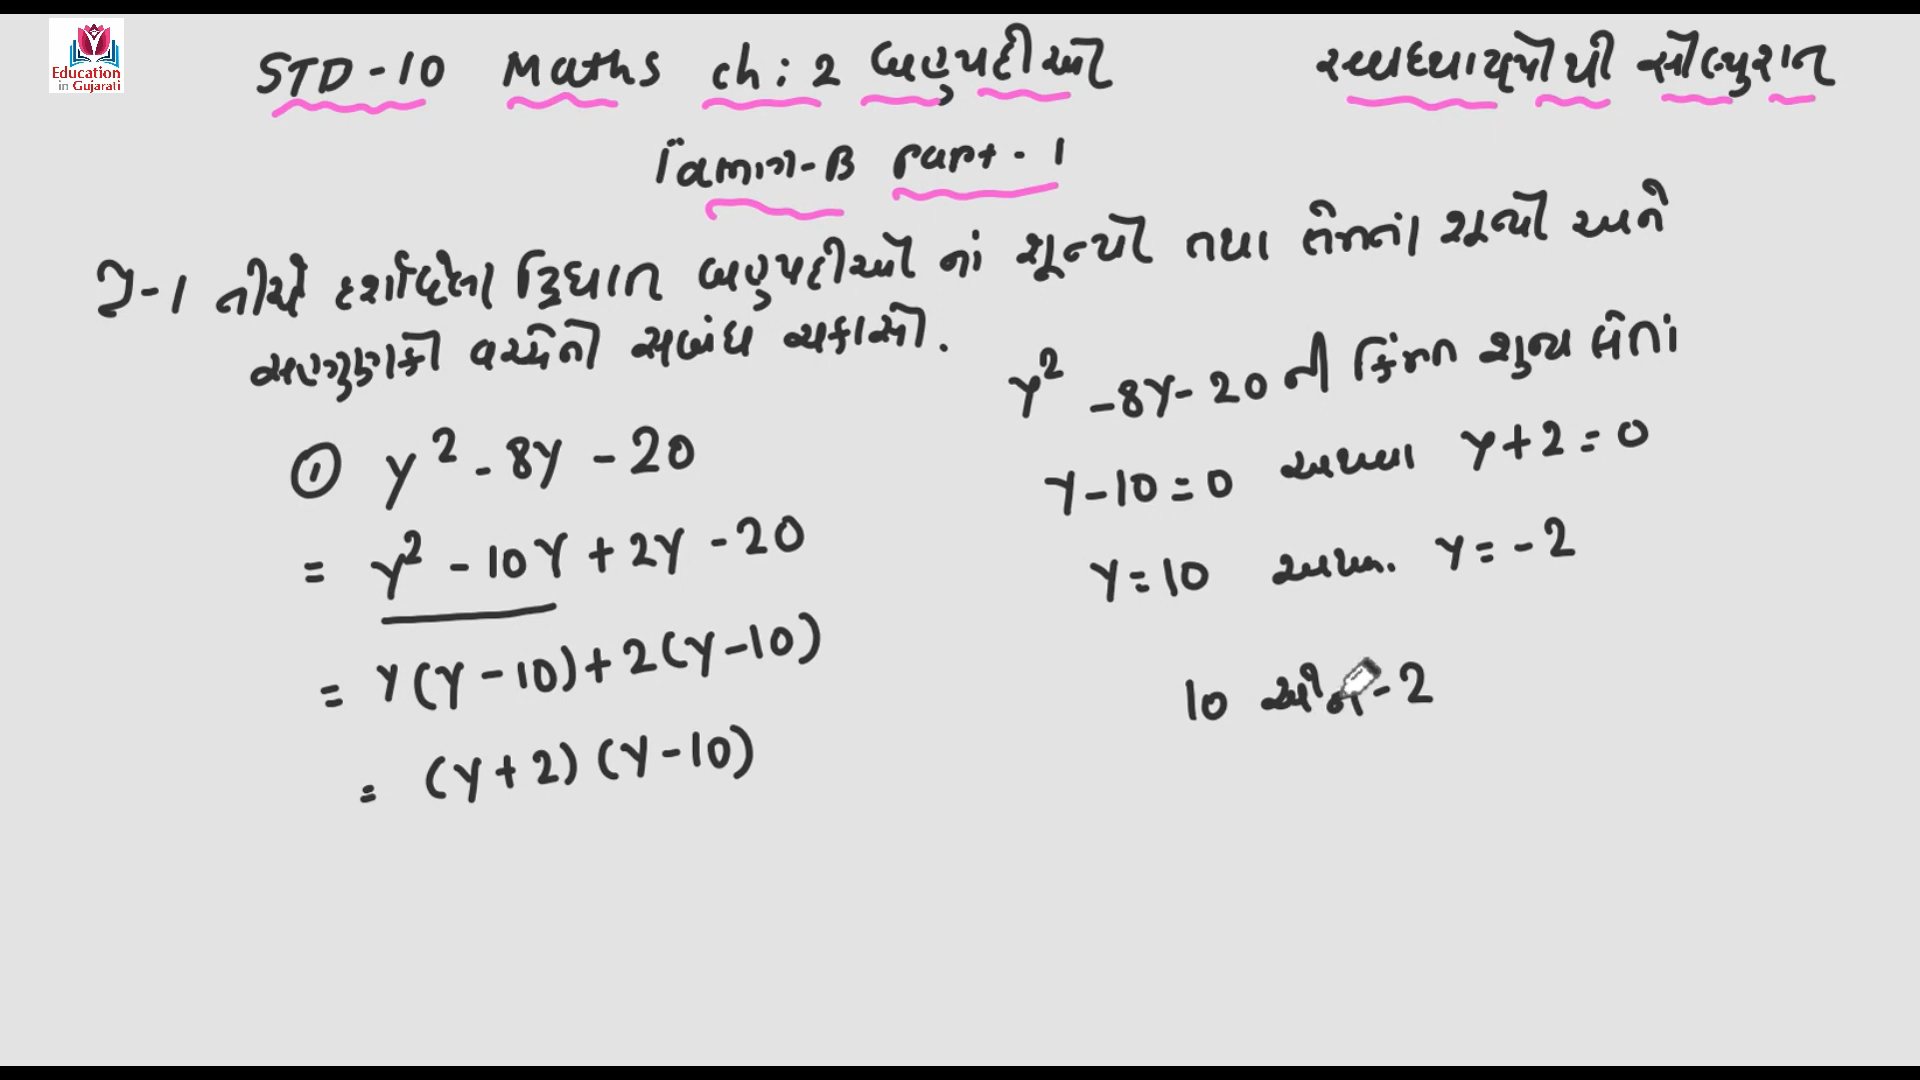 Education
in Gujarati
STD-10 Maths ch:2 બહુપદીઓ સ્વાધ્યાયપોથી સોલ્યુશન
વિભાગ-B Part-1
પ્ર-1 નીચે દર્શાવેલા દ્વિઘાત બહુપદીઓ નાં શૂન્યો તથા તેમનાં શૂન્યો અને
સહગુણકો વચ્ચેનો સબંધ ચકાસો.
① y² - 8y - 20
= y² - 10y + 2y - 20
= y(y-10)+2(y-10)
= (y+2)(y-10)
y² - 8y - 20 ની કિંમત શુન્ય લેતાં
y-10=0 અથવા y+2=0
y=10 અથવા y=-2
10 અને -2